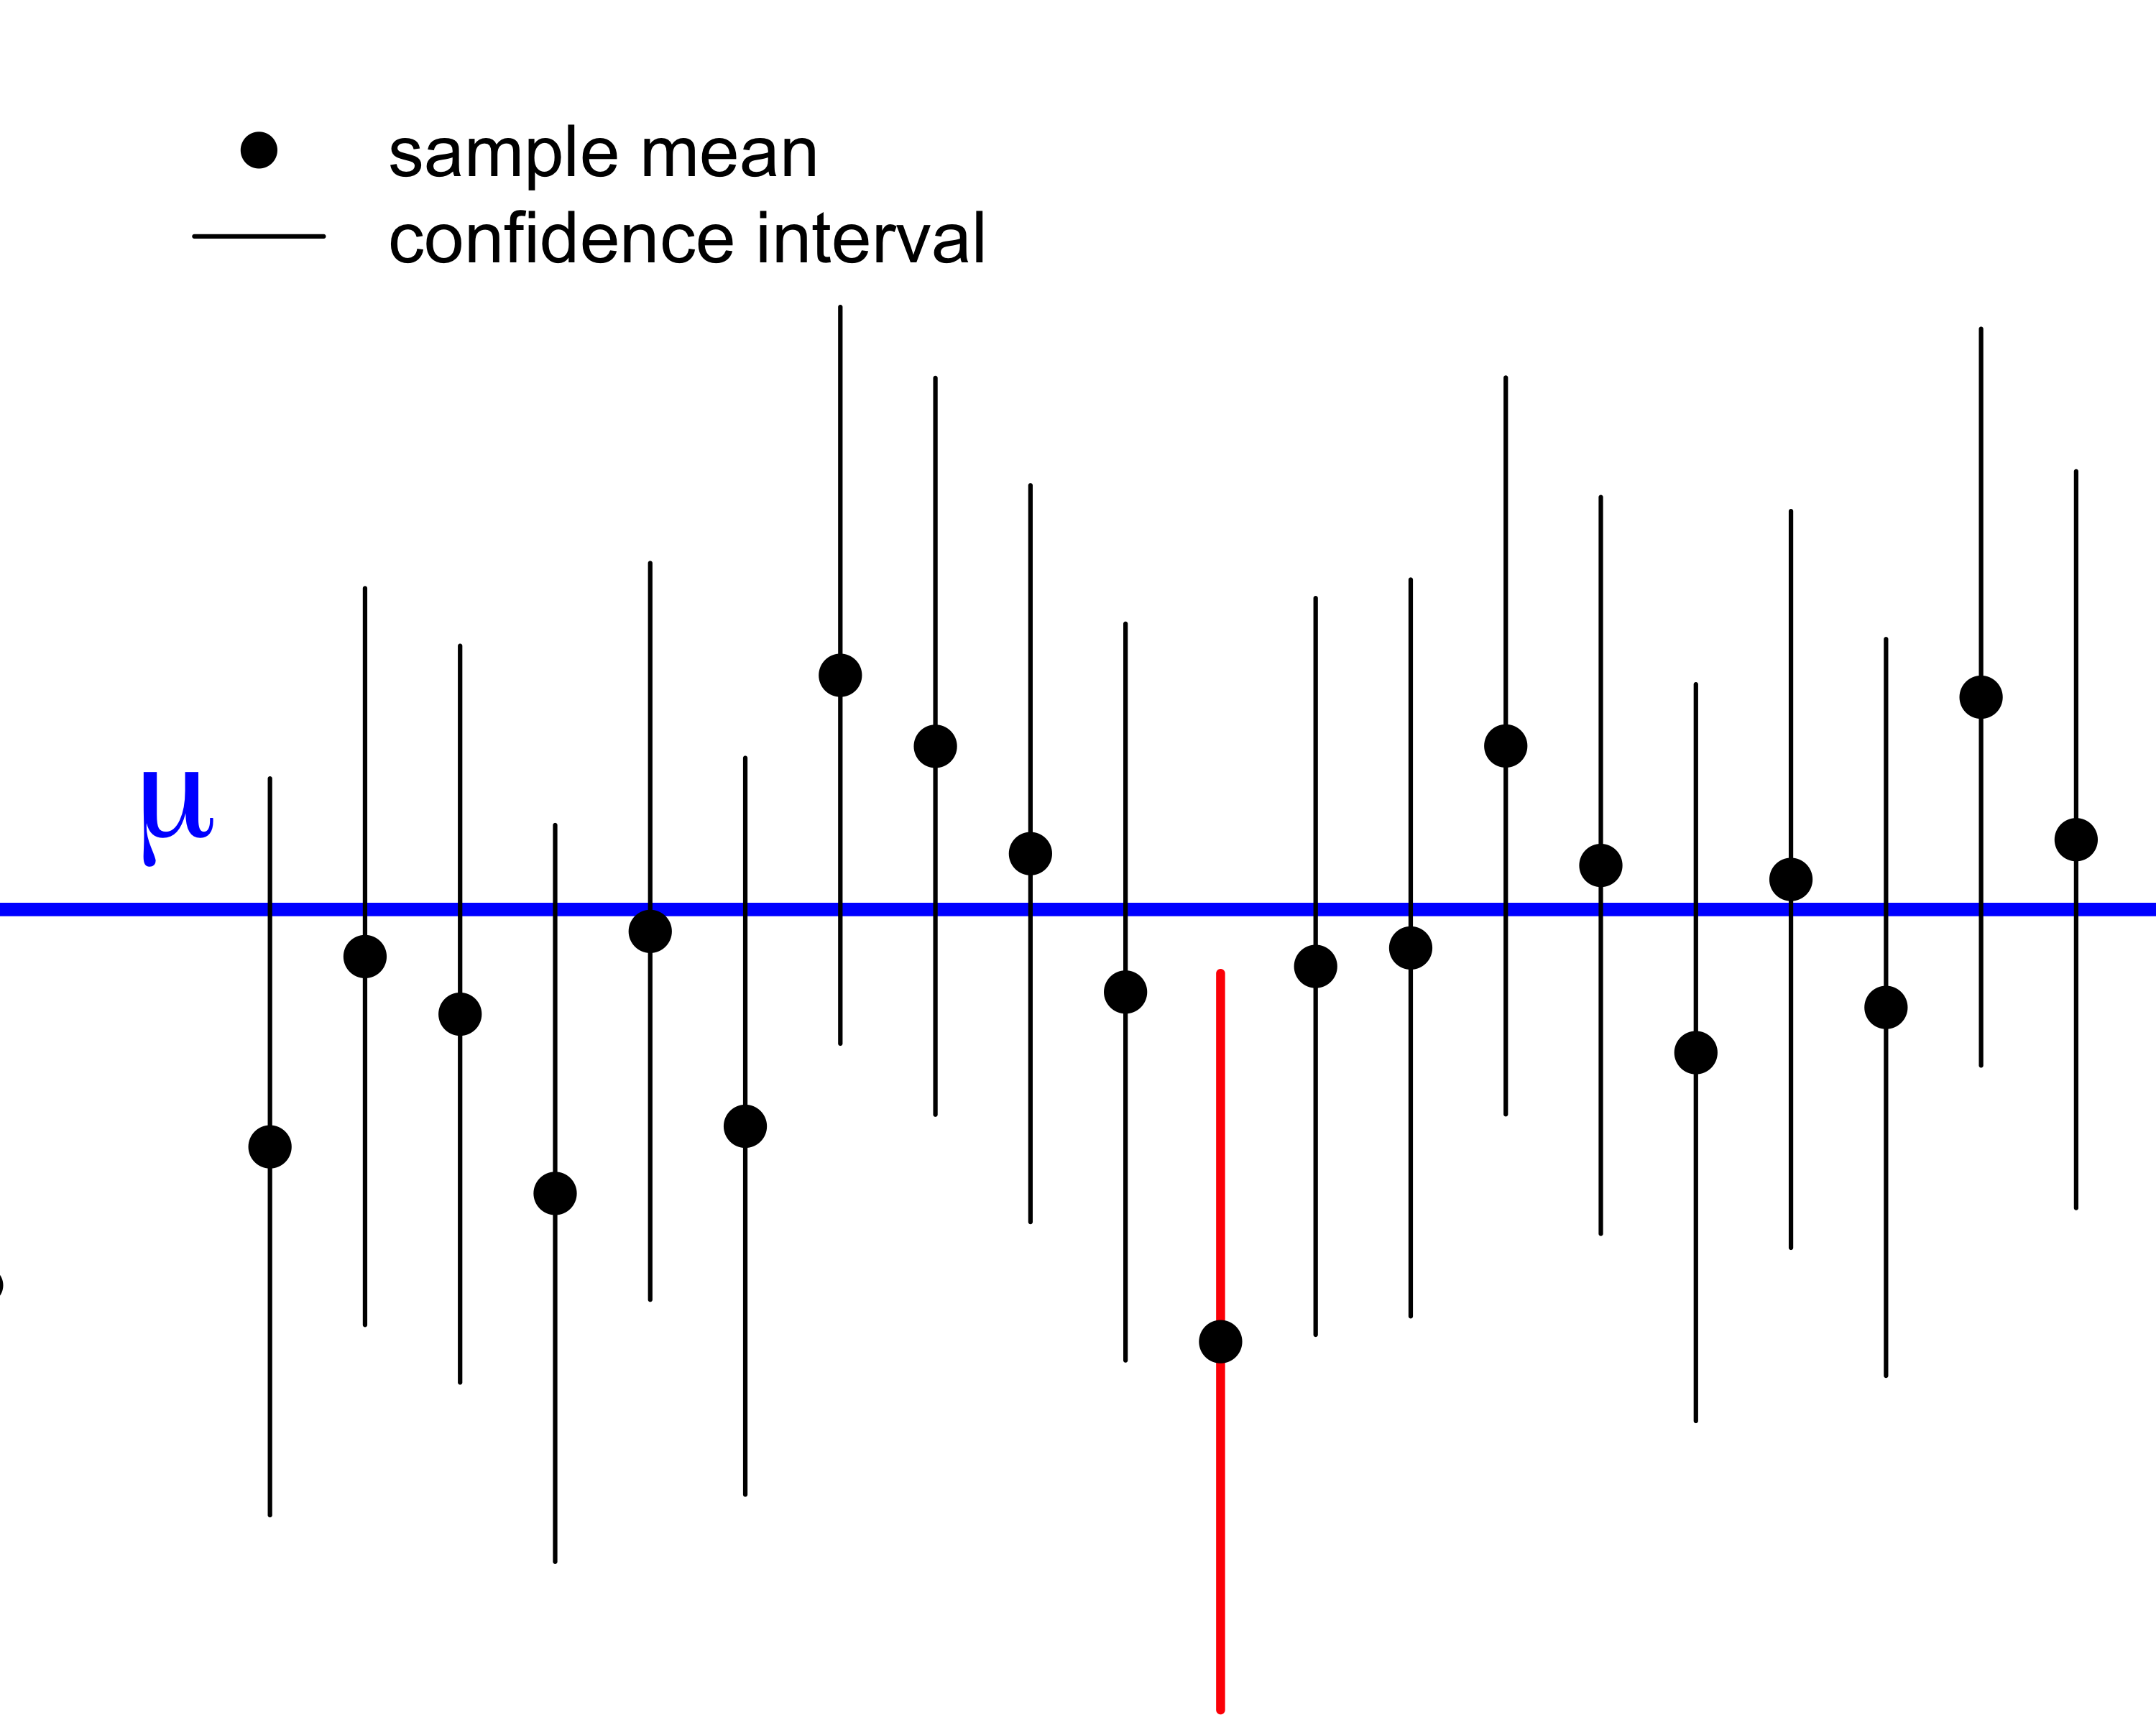 sample mean
confidence interval
μ